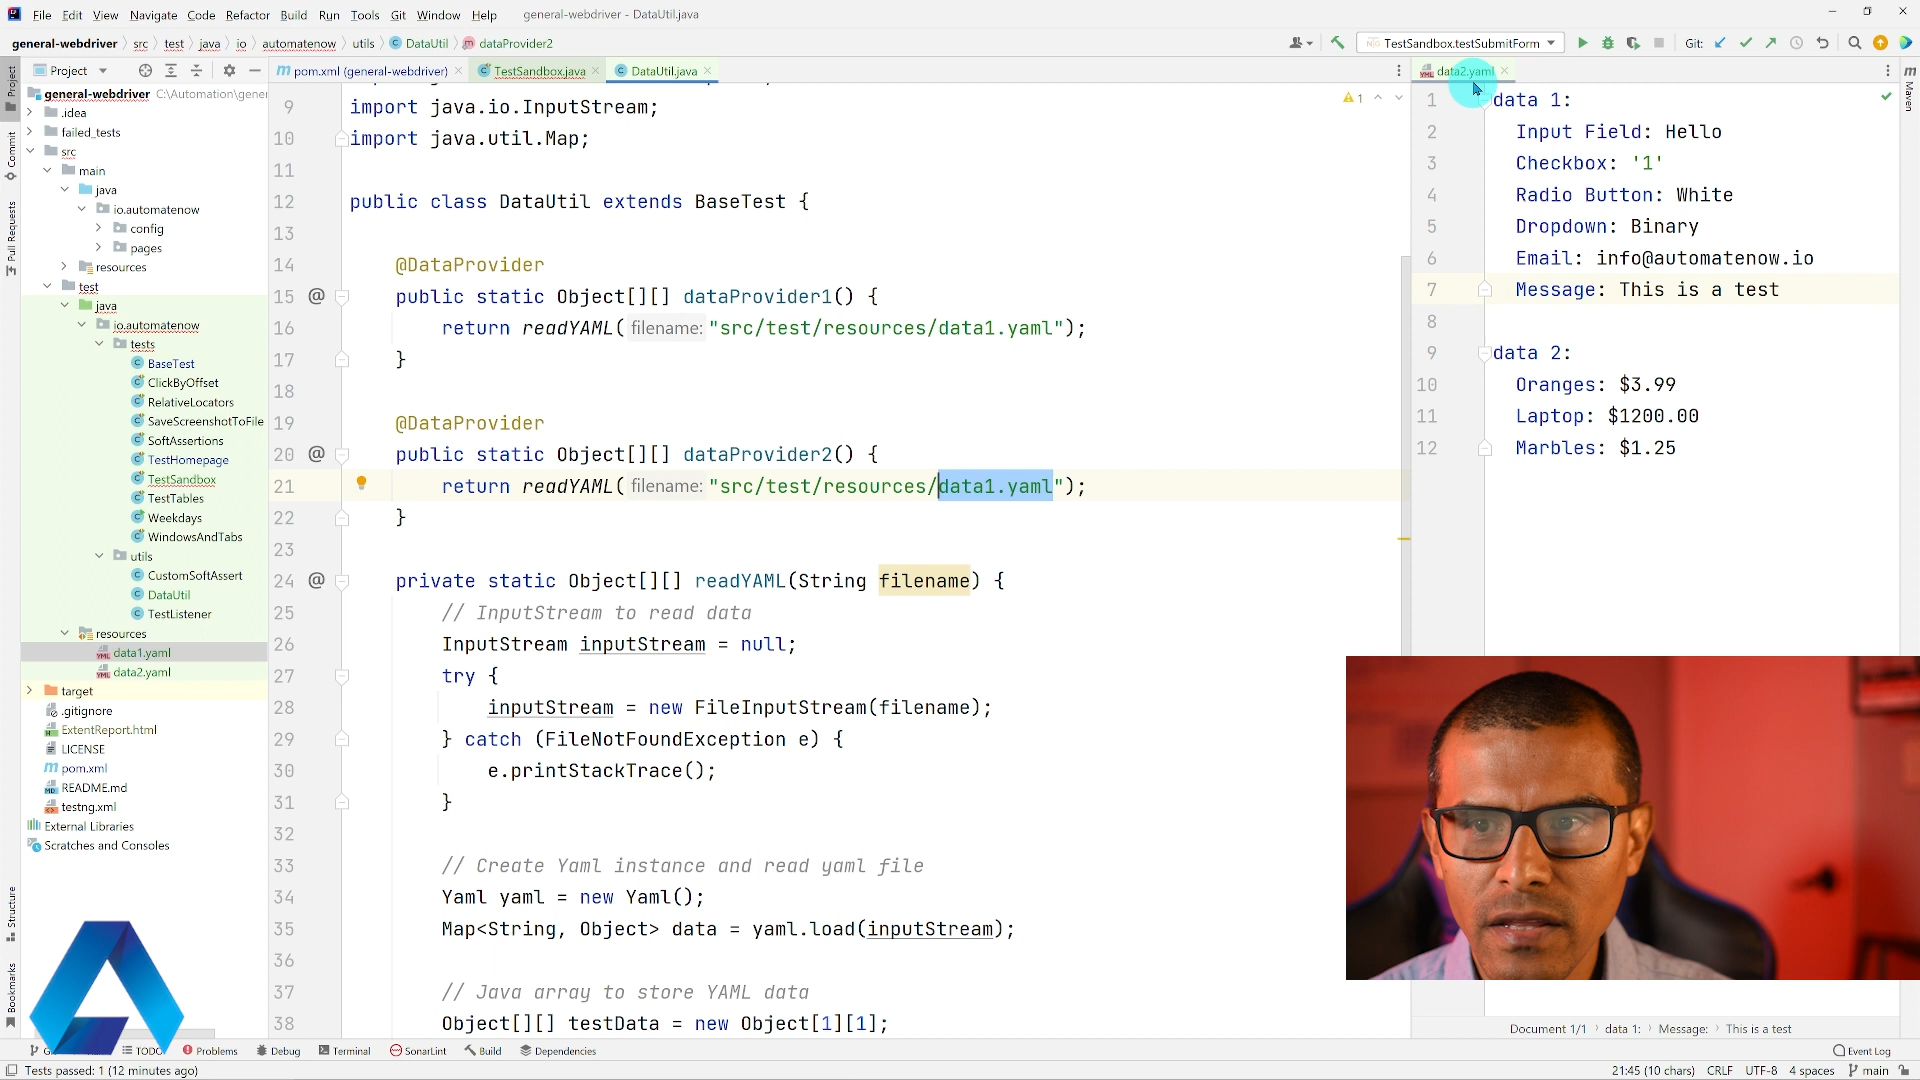 File Edit View Navigate Code Refactor Build Run Tools Git Window Help general-webdriver - DataUtil.java
general-webdriver src test java io automatenow utils DataUtil dataProvider2
TestSandbox.testSubmitForm Git:
Project
general-webdriver C:\Automation\gener
.idea
failed_tests
src
main
java
io.automatenow
config
pages
resources
test
java
io.automatenow
tests
BaseTest
ClickByOffset
RelativeLocators
SaveScreenshotToFile
SoftAssertions
TestHomepage
TestSandbox
TestTables
Weekdays
WindowsAndTabs
utils
CustomSoftAssert
DataUtil
TestListener
resources
data1.yaml
data2.yaml
target
.gitignore
ExtentReport.html
LICENSE
pom.xml
README.md
testng.xml
External Libraries
Scratches and Consoles
Project
Commit
Pull Requests
Structure
Bookmarks
pom.xml (general-webdriver) TestSandbox.java DataUtil.java
1
9 import java.io.InputStream;
10 import java.util.Map;
11
12 public class DataUtil extends BaseTest {
13
14 @DataProvider
15 @ public static Object[][] dataProvider1() {
16 return readYAML( filename: "src/test/resources/data1.yaml");
17 }
18
19 @DataProvider
20 @ public static Object[][] dataProvider2() {
21 return readYAML( filename: "src/test/resources/data1.yaml");
22 }
23
24 @ private static Object[][] readYAML(String filename) {
25 // InputStream to read data
26 InputStream inputStream = null;
27 try {
28 inputStream = new FileInputStream(filename);
29 } catch (FileNotFoundException e) {
30 e.printStackTrace();
31 }
32
33 // Create Yaml instance and read yaml file
34 Yaml yaml = new Yaml();
35 Map<String, Object> data = yaml.load(inputStream);
36
37 // Java array to store YAML data
38 Object[][] testData = new Object[1][1];
data2.yaml
1 data 1:
2 Input Field: Hello
3 Checkbox: '1'
4 Radio Button: White
5 Dropdown: Binary
6 Email: info@automatenow.io
7 Message: This is a test
8
9 data 2:
10 Oranges: $3.99
11 Laptop: $1200.00
12 Marbles: $1.25
Maven
Document 1/1 data 1: Message: This is a test
TODO Problems Debug Terminal SonarLint Build Dependencies Event Log
Tests passed: 1 (12 minutes ago) 21:45 (10 chars) CRLF UTF-8 4 spaces main